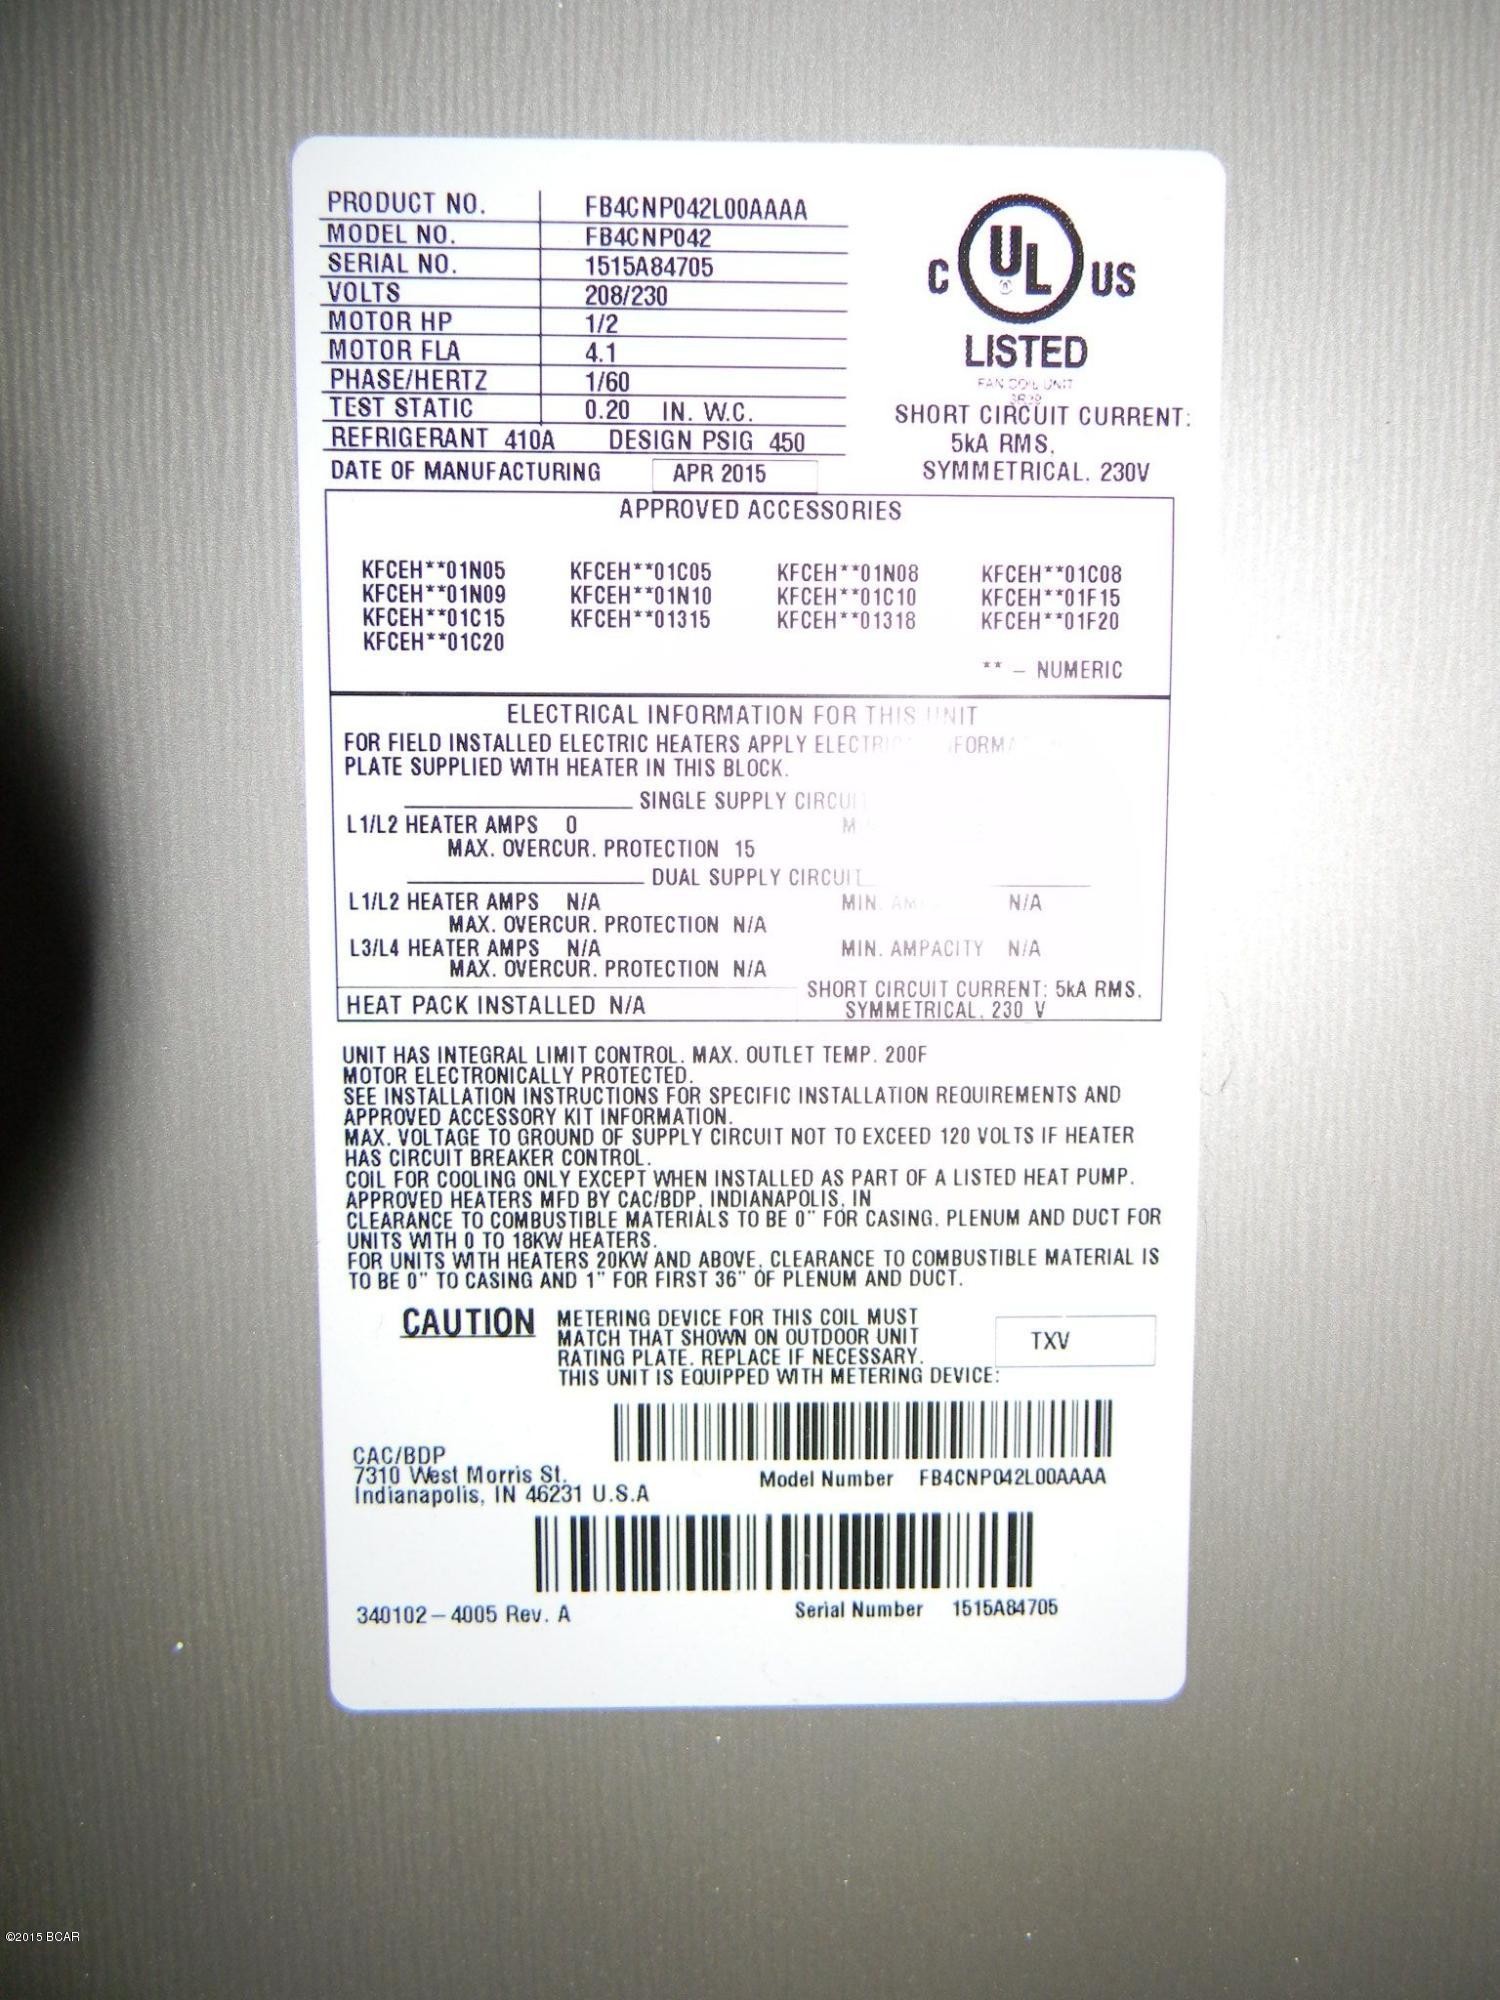 PRODUCT NO. FB4CNP042L00AAAA
MODEL NO. FB4CNP042
SERIAL NO. 1515A84705
VOLTS 208/230
MOTOR HP 1/2
MOTOR FLA 4.1
PHASE/HERTZ 1/60
TEST STATIC 0.20 IN. W.C.
REFRIGERANT 410A DESIGN PSIG 450
DATE OF MANUFACTURING APR 2015
C UL US
LISTED
FAN COIL UNIT
SHORT CIRCUIT CURRENT:
5kA RMS,
SYMMETRICAL, 230V
APPROVED ACCESSORIES
KFCEH**01N05 KFCEH**01C05 KFCEH**01N08 KFCEH**01C08
KFCEH**01N09 KFCEH**01N10 KFCEH**01C10 KFCEH**01F15
KFCEH**01C15 KFCEH**01315 KFCEH**01318 KFCEH**01F20
KFCEH**01C20
** – NUMERIC
ELECTRICAL INFORMATION FOR THIS UNIT
FOR FIELD INSTALLED ELECTRIC HEATERS APPLY
PLATE SUPPLIED WITH HEATER IN THIS BLOCK.
SINGLE SUPPLY
L1/L2 HEATER AMPS 0
MAX. OVERCUR. PROTECTION 15
DUAL SUPPLY CIRCUIT
L1/L2 HEATER AMPS N/A MIN. N/A
MAX. OVERCUR. PROTECTION N/A
L3/L4 HEATER AMPS N/A MIN. AMPACITY N/A
MAX. OVERCUR. PROTECTION N/A
HEAT PACK INSTALLED N/A
SHORT CIRCUIT CURRENT: 5kA RMS,
SYMMETRICAL, 230 V
UNIT HAS INTEGRAL LIMIT CONTROL. MAX. OUTLET TEMP. 200F
MOTOR ELECTRONICALLY PROTECTED.
SEE INSTALLATION INSTRUCTIONS FOR SPECIFIC INSTALLATION REQUIREMENTS AND
APPROVED ACCESSORY KIT INFORMATION.
MAX. VOLTAGE TO GROUND OF SUPPLY CIRCUIT NOT TO EXCEED 120 VOLTS IF HEATER
HAS CIRCUIT BREAKER CONTROL.
COIL FOR COOLING ONLY EXCEPT WHEN INSTALLED AS PART OF A LISTED HEAT PUMP.
APPROVED HEATERS MFD BY CAC/BDP, INDIANAPOLIS, IN
CLEARANCE TO COMBUSTIBLE MATERIALS TO BE 0" FOR CASING, PLENUM AND DUCT FOR
UNITS WITH 0 TO 18KW HEATERS.
FOR UNITS WITH HEATERS 20KW AND ABOVE, CLEARANCE TO COMBUSTIBLE MATERIAL IS
TO BE 0" TO CASING AND 1" FOR FIRST 36" OF PLENUM AND DUCT.
CAUTION METERING DEVICE FOR THIS COIL MUST
MATCH THAT SHOWN ON OUTDOOR UNIT
RATING PLATE. REPLACE IF NECESSARY.
THIS UNIT IS EQUIPPED WITH METERING DEVICE:
TXV
CAC/BDP
7310 West Morris St.
Indianapolis, IN 46231 U.S.A
Model Number FB4CNP042L00AAAA
340102–4005 Rev. A
Serial Number 1515A84705
©2015 BCAR